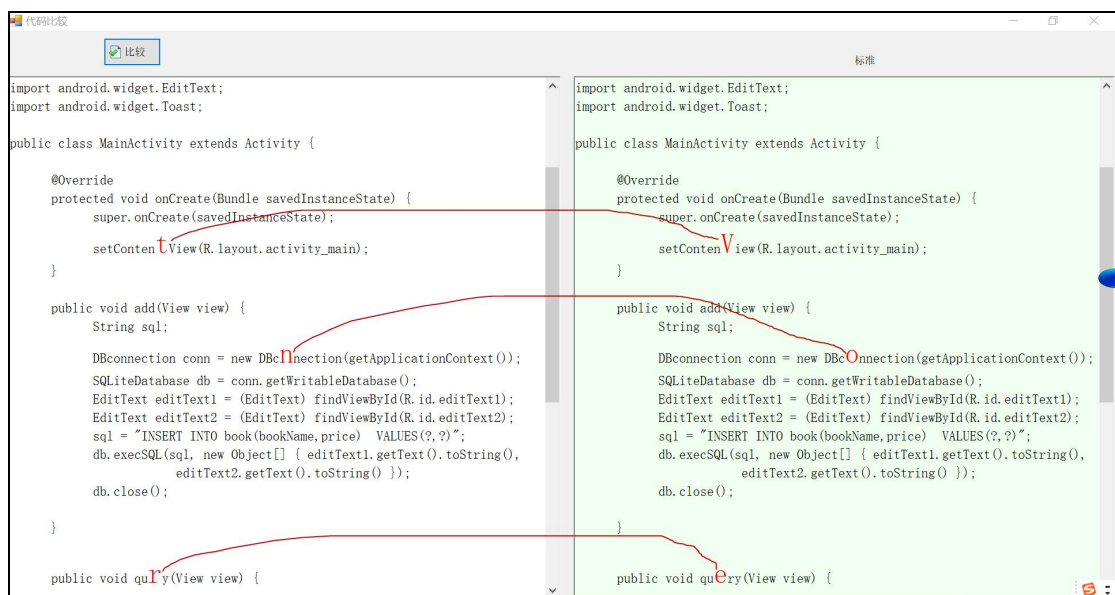 代码比较
比较
标准
import android.widget.EditText;
import android.widget.Toast;
public class MainActivity extends Activity {
@Override
protected void onCreate(Bundle savedInstanceState) {
super.onCreate(savedInstanceState);
setContentView(R.layout.activity_main);
}
public void add(View view) {
String sql;
DBconnection conn = new DBcnnection(getApplicationContext());
SQLiteDatabase db = conn.getWritableDatabase();
EditText editText1 = (EditText) findViewById(R.id.editText1);
EditText editText2 = (EditText) findViewById(R.id.editText2);
sql = "INSERT INTO book(bookName,price)  VALUES(?,?)";
db.execSQL(sql, new Object[] { editText1.getText().toString(),
editText2.getText().toString() });
db.close();
}
public void qury(View view) {
import android.widget.EditText;
import android.widget.Toast;
public class MainActivity extends Activity {
@Override
protected void onCreate(Bundle savedInstanceState) {
super.onCreate(savedInstanceState);
setContenView(R.layout.activity_main);
}
public void add(View view) {
String sql;
DBconnection conn = new DBconnection(getApplicationContext());
SQLiteDatabase db = conn.getWritableDatabase();
EditText editText1 = (EditText) findViewById(R.id.editText1);
EditText editText2 = (EditText) findViewById(R.id.editText2);
sql = "INSERT INTO book(bookName,price)  VALUES(?,?)";
db.execSQL(sql, new Object[] { editText1.getText().toString(),
editText2.getText().toString() });
db.close();
}
public void query(View view) {